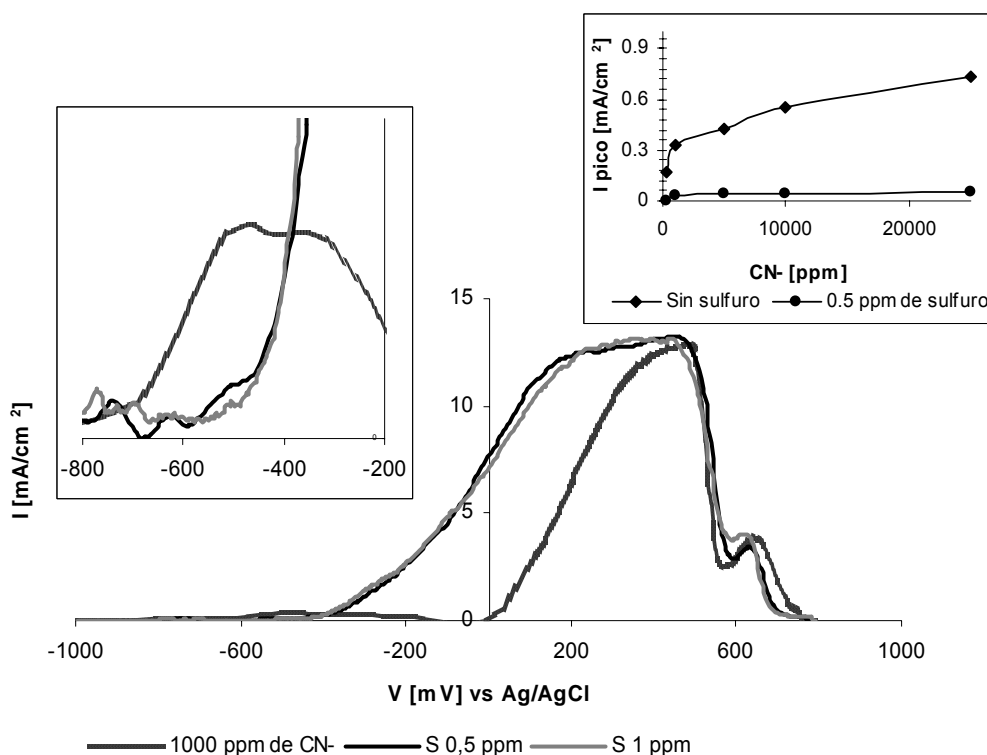 0.9
0.6
0.3
0
0 10000 20000
I pico [mA/cm ²]
CN- [ppm]
Sin sulfuro 0.5 ppm de sulfuro
-800 -600 -400 -200
0
15
10
5
0
I [mA/cm ²]
-1000 -600 -200 200 600 1000
V [mV] vs Ag/AgCl
1000 ppm de CN- S 0,5 ppm S 1 ppm